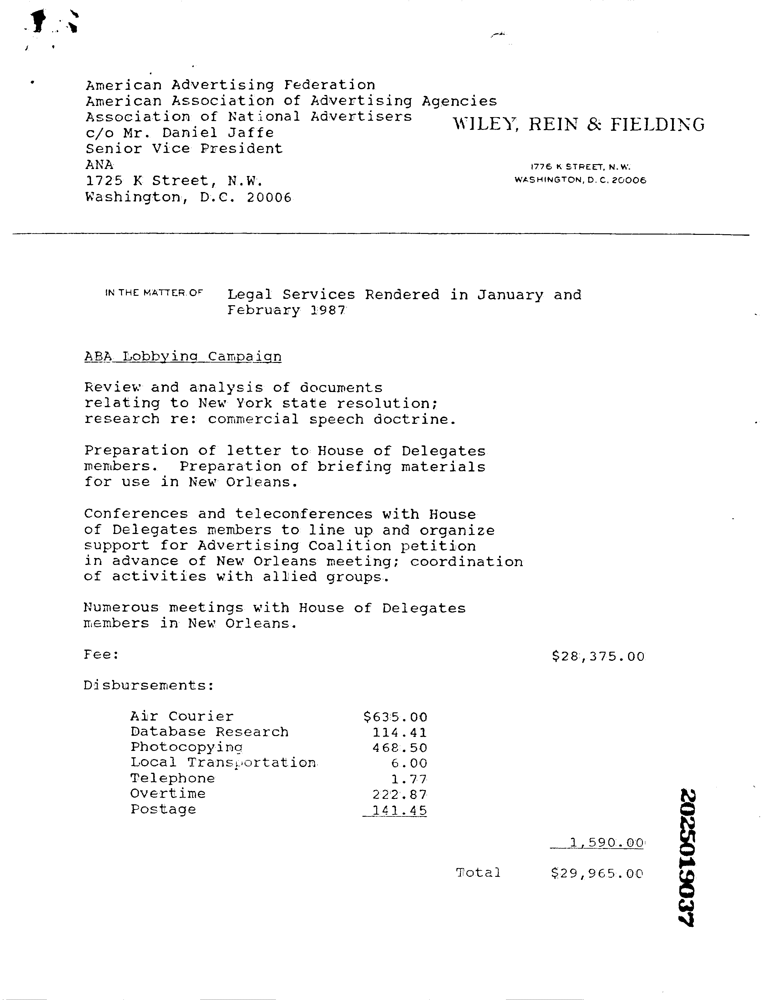 American Advertising Federation
American Association of Advertising Agencies
Association of National Advertisers
c/o Mr. Daniel Jaffe
Senior Vice President
ANA
1725 K Street, N.W.
Washington, D.C. 20006
WILEY, REIN & FIELDING
1776 K STREET, N.W.
WASHINGTON, D.C. 20006
IN THE MATTER OF Legal Services Rendered in January and
February 1987
ABA Lobbying Campaign
Review and analysis of documents
relating to New York state resolution;
research re: commercial speech doctrine.
Preparation of letter to House of Delegates
members. Preparation of briefing materials
for use in New Orleans.
Conferences and teleconferences with House
of Delegates members to line up and organize
support for Advertising Coalition petition
in advance of New Orleans meeting; coordination
of activities with allied groups.
Numerous meetings with House of Delegates
members in New Orleans.
Fee: $28,375.00
Disbursements:
Air Courier $635.00
Database Research 114.41
Photocopying 468.50
Local Transportation 6.00
Telephone 1.77
Overtime 222.87
Postage 141.45
1,590.00
Total $29,965.00
2025019037